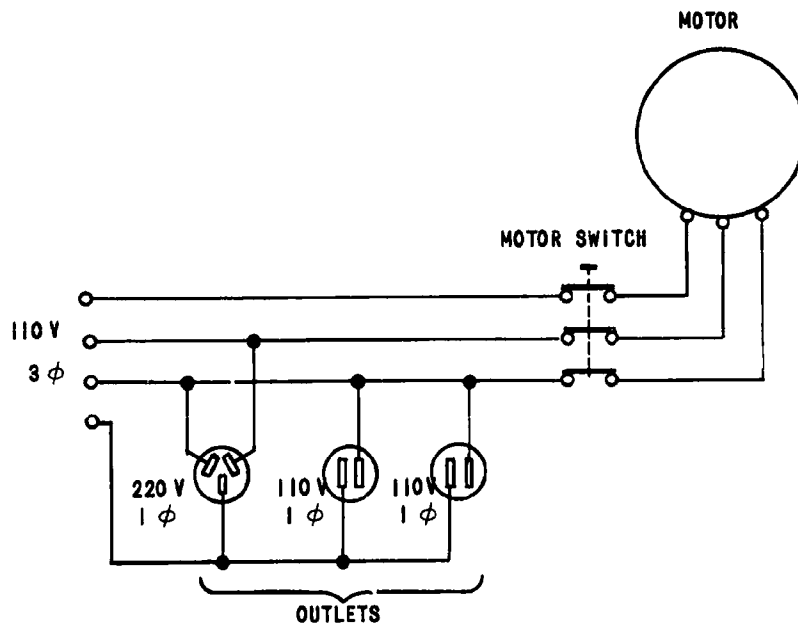 MOTOR
MOTOR SWITCH
110 V
3 ϕ
220 V
1 ϕ
110 V
1 ϕ
110 V
1 ϕ
OUTLETS